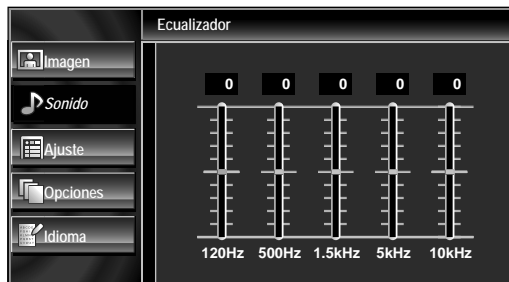 Ecualizador
Imagen
Sonido
Ajuste
Opciones
Idioma
0 0 0 0 0
120Hz 500Hz 1.5kHz 5kHz 10kHz